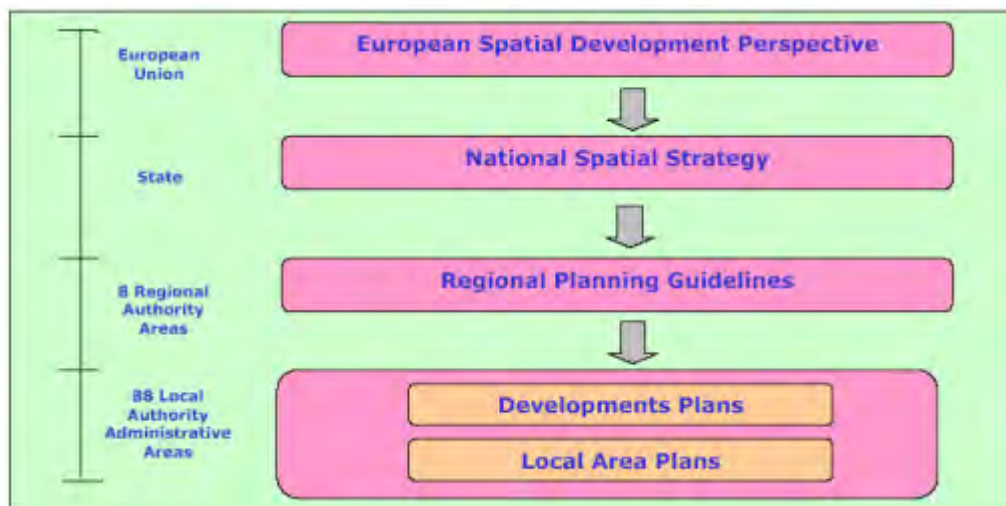 European
Union
European Spatial Development Perspective
State
National Spatial Strategy
8 Regional
Authority
Areas
Regional Planning Guidelines
88 Local
Authority
Administrative
Areas
Developments Plans
Local Area Plans